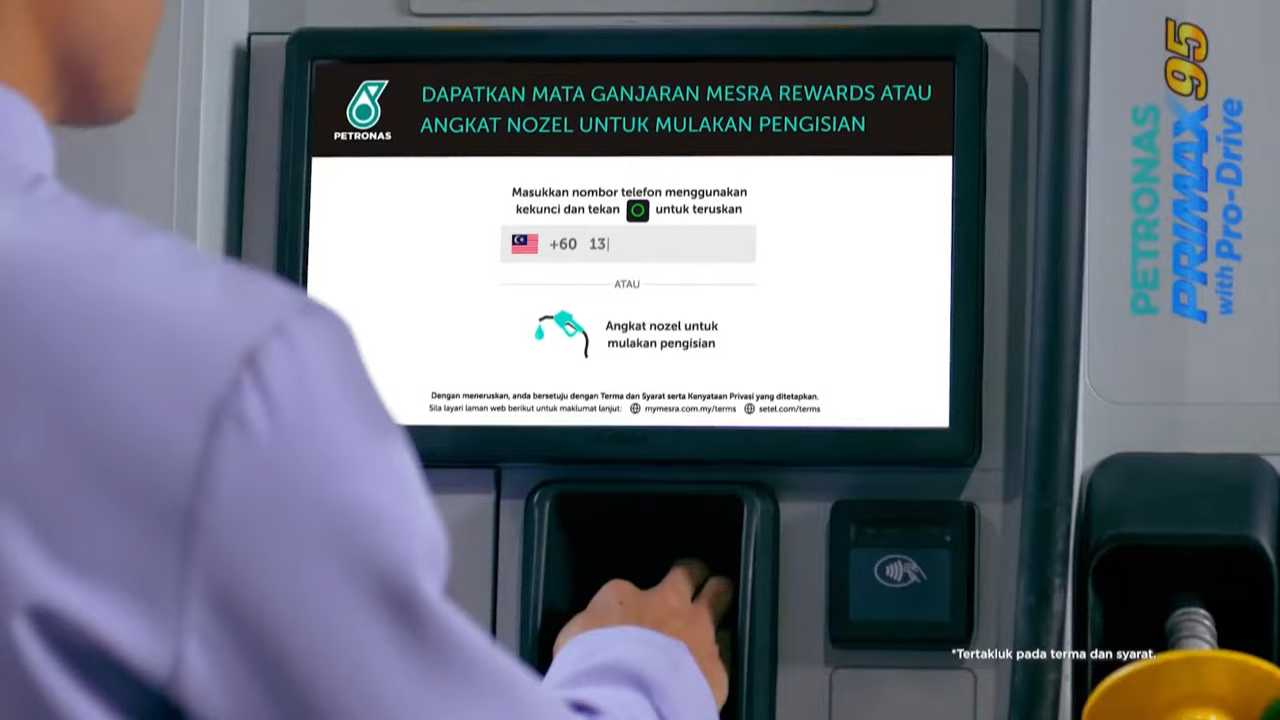 PETRONAS
DAPATKAN MATA GANJARAN MESRA REWARDS ATAU
ANGKAT NOZEL UNTUK MULAKAN PENGISIAN
Masukkan nombor telefon menggunakan
kekunci dan tekan untuk teruskan
+60 13
ATAU
Angkat nozel untuk
mulakan pengisian
Dengan meneruskan, anda bersetuju dengan Terma dan Syarat serta Kenyataan Privasi yang ditetapkan.
Sila layari laman web berikut untuk maklumat lanjut: mymesra.com.my/terms setel.com/terms
PETRONAS
PRIMAX 95
with Pro-Drive
*Tertakluk pada terma dan syarat.